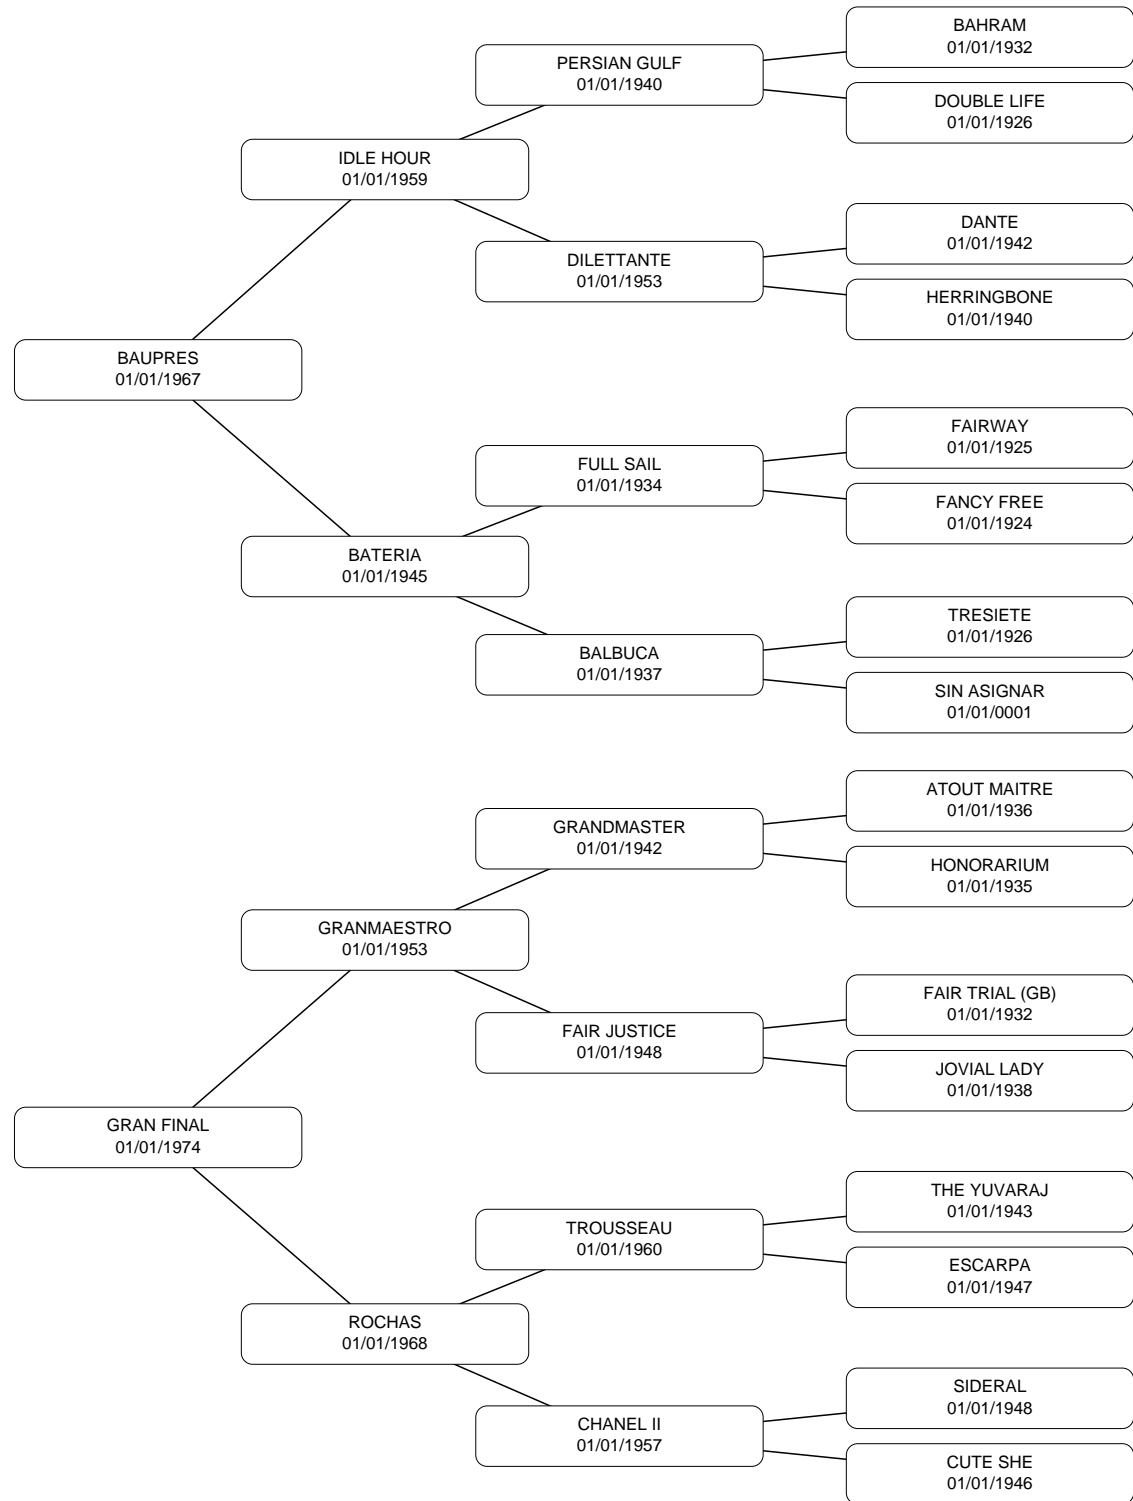 BAHRAM
01/01/1932
PERSIAN GULF
01/01/1940
DOUBLE LIFE
01/01/1926
IDLE HOUR
01/01/1959
DANTE
01/01/1942
DILETTANTE
01/01/1953
HERRINGBONE
01/01/1940
BAUPRES
01/01/1967
FAIRWAY
01/01/1925
FULL SAIL
01/01/1934
FANCY FREE
01/01/1924
BATERIA
01/01/1945
TRESIETE
01/01/1926
BALBUCA
01/01/1937
SIN ASIGNAR
01/01/0001
ATOUT MAITRE
01/01/1936
GRANDMASTER
01/01/1942
HONORARIUM
01/01/1935
GRANMAESTRO
01/01/1953
FAIR TRIAL (GB)
01/01/1932
FAIR JUSTICE
01/01/1948
JOVIAL LADY
01/01/1938
GRAN FINAL
01/01/1974
THE YUVARAJ
01/01/1943
TROUSSEAU
01/01/1960
ESCARPA
01/01/1947
ROCHAS
01/01/1968
SIDERAL
01/01/1948
CHANEL II
01/01/1957
CUTE SHE
01/01/1946